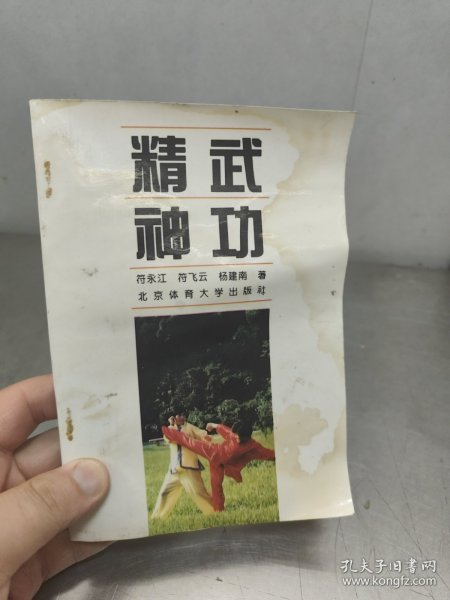 精武
神功
符永江 符飞云 杨建南 著
北京体育大学出版社
孔夫子旧书网
www.kongfz.com